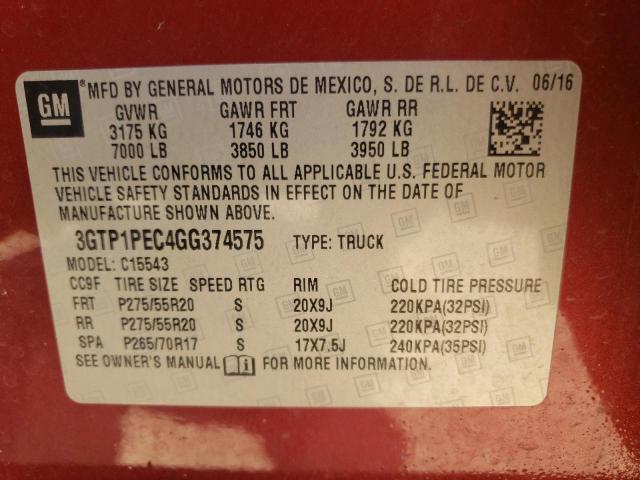 GM
® MFD BY GENERAL MOTORS DE MEXICO, S. DE R.L. DE C.V. 06/16
GVWR GAWR FRT GAWR RR
3175 KG 1746 KG 1792 KG
7000 LB 3850 LB 3950 LB
THIS VEHICLE CONFORMS TO ALL APPLICABLE U.S. FEDERAL MOTOR
VEHICLE SAFETY STANDARDS IN EFFECT ON THE DATE OF
MANUFACTURE SHOWN ABOVE.
3GTP1PEC4GG374575 TYPE: TRUCK
MODEL: C15543
CC9F TIRE SIZE SPEED RTG RIM COLD TIRE PRESSURE
FRT P275/55R20 S 20X9J 220KPA(32PSI)
RR P275/55R20 S 20X9J 220KPA(32PSI)
SPA P265/70R17 S 17X7.5J 240KPA(35PSI)
SEE OWNER'S MANUAL FOR MORE INFORMATION.